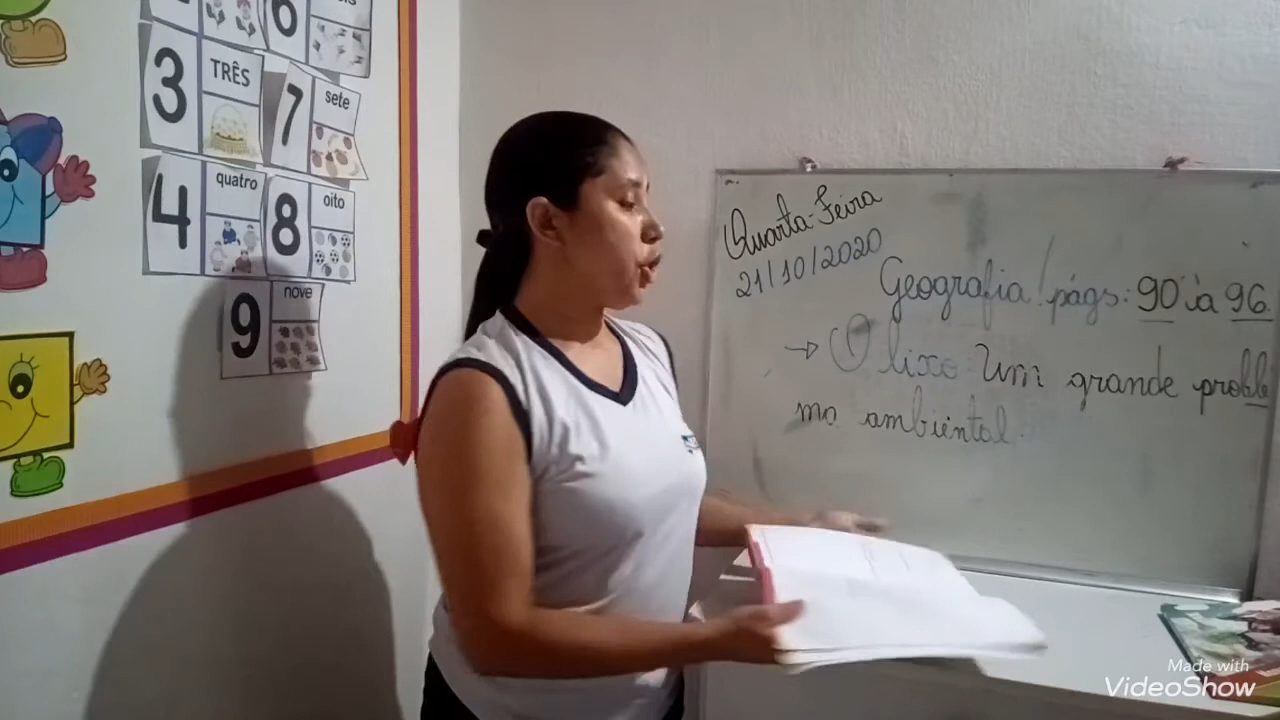 3
TRÊS
7
sete
4
quatro
8
oito
9
nove
Quarta-Feira
21/10/2020
Geografia! págs: 90 à 96.
→ O lixo: Um grande proble
ma ambiental.
Made with
VideoShow